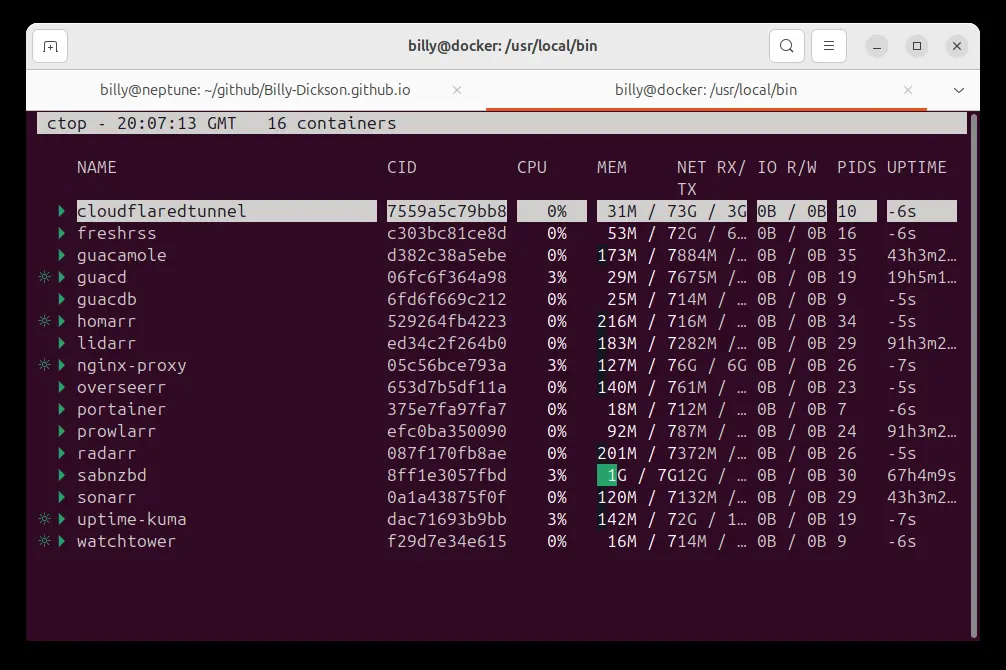 billy@docker: /usr/local/bin
billy@neptune: ~/github/Billy-Dickson.github.io billy@docker: /usr/local/bin
ctop - 20:07:13 GMT 16 containers
NAME CID CPU MEM NET RX/ IO R/W PIDS UPTIME
TX
cloudflaredtunnel 7559a5c79bb8 0% 31M / 73G / 3G 0B / 0B 10 -6s
freshrss c303bc81ce8d 0% 53M / 72G / 6… 0B / 0B 16 -6s
guacamole d382c38a5ebe 0% 173M / 7884M /… 0B / 0B 35 43h3m2…
guacd 06fc6f364a98 3% 29M / 7675M /… 0B / 0B 19 19h5m1…
guacdb 6fd6f669c212 0% 25M / 714M / … 0B / 0B 9 -5s
homarr 529264fb4223 0% 216M / 716M / … 0B / 0B 34 -5s
lidarr ed34c2f264b0 0% 183M / 7282M /… 0B / 0B 29 91h3m2…
nginx-proxy 05c56bce793a 3% 127M / 76G / 6G 0B / 0B 26 -7s
overseerr 653d7b5df11a 0% 140M / 761M / … 0B / 0B 23 -5s
portainer 375e7fa97fa7 0% 18M / 712M / … 0B / 0B 7 -6s
prowlarr efc0ba350090 0% 92M / 787M / … 0B / 0B 24 91h3m2…
radarr 087f170fb8ae 0% 201M / 7372M /… 0B / 0B 26 -5s
sabnzbd 8ff1e3057fbd 3% 1G / 7G12G / … 0B / 0B 30 67h4m9s
sonarr 0a1a43875f0f 0% 120M / 7132M /… 0B / 0B 29 43h3m2…
uptime-kuma dac71693b9bb 3% 142M / 72G / 1… 0B / 0B 19 -7s
watchtower f29d7e34e615 0% 16M / 714M / … 0B / 0B 9 -6s